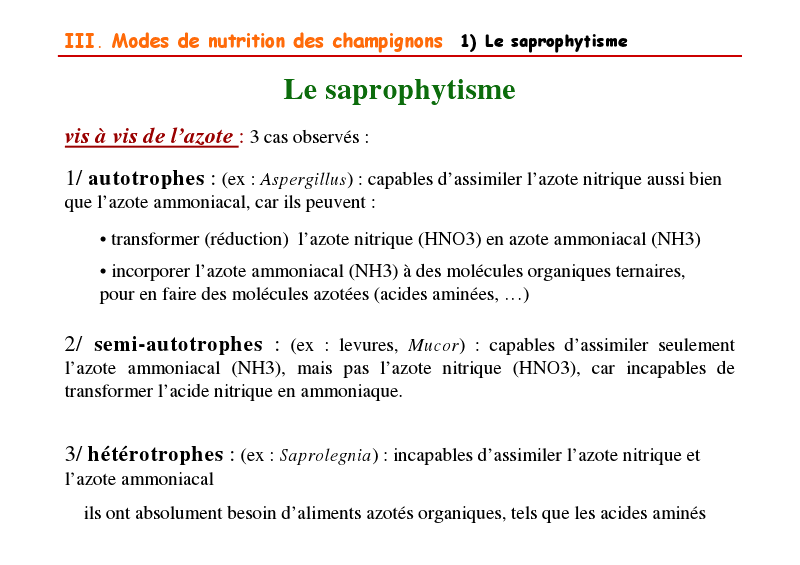 III. Modes de nutrition des champignons 1) Le saprophytisme
Le saprophytisme
vis à vis de l’azote : 3 cas observés :
1/ autotrophes : (ex : Aspergillus) : capables d’assimiler l’azote nitrique aussi bien
que l’azote ammoniacal, car ils peuvent :
• transformer (réduction) l’azote nitrique (HNO3) en azote ammoniacal (NH3)
• incorporer l’azote ammoniacal (NH3) à des molécules organiques ternaires,
pour en faire des molécules azotées (acides aminées, …)
2/ semi-autotrophes : (ex : levures, Mucor) : capables d’assimiler seulement
l’azote ammoniacal (NH3), mais pas l’azote nitrique (HNO3), car incapables de
transformer l’acide nitrique en ammoniaque.
3/ hétérotrophes : (ex : Saprolegnia) : incapables d’assimiler l’azote nitrique et
l’azote ammoniacal
ils ont absolument besoin d’aliments azotés organiques, tels que les acides aminés